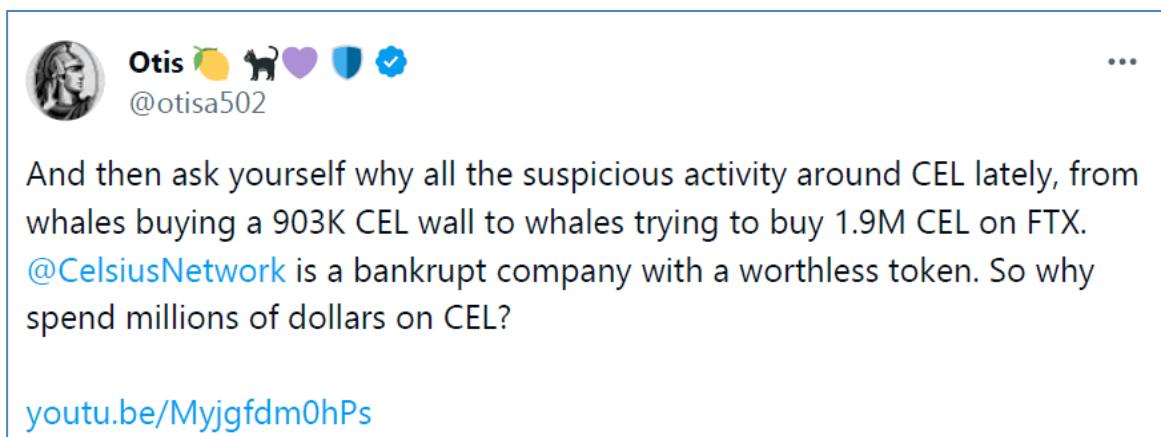 Otis 🍋 🐈‍⬛💜 🛡️
@otisa502
And then ask yourself why all the suspicious activity around CEL lately, from
whales buying a 903K CEL wall to whales trying to buy 1.9M CEL on FTX.
@CelsiusNetwork is a bankrupt company with a worthless token. So why
spend millions of dollars on CEL?
youtu.be/Myjgfdm0hPs